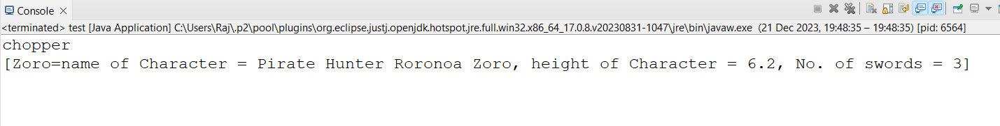 Console
<terminated> test [Java Application] C:\Users\Raj\.p2\pool\plugins\org.eclipse.justj.openjdk.hotspot.jre.full.win32.x86_64_17.0.8.v20230831-1047\jre\bin\javaw.exe (21 Dec 2023, 19:48:35 – 19:48:35) [pid: 6564]
chopper
[Zoro=name of Character = Pirate Hunter Roronoa Zoro, height of Character = 6.2, No. of swords = 3]